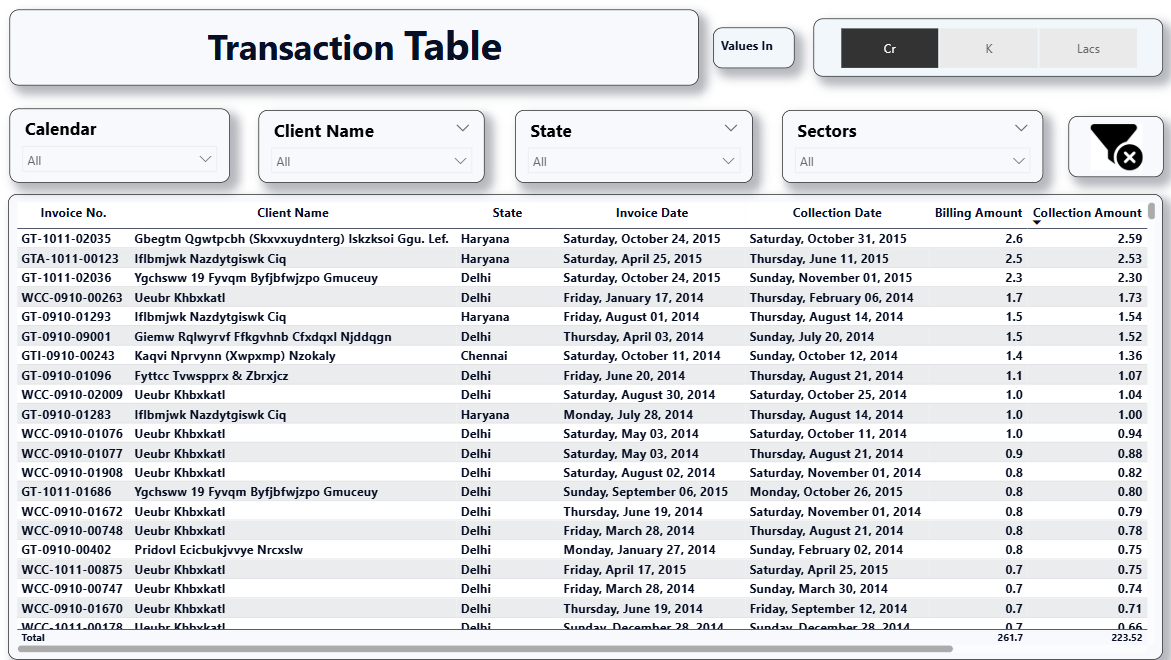 Transaction Table
Values In
Cr K Lacs
Calendar
All
Client Name
All
State
All
Sectors
All
Invoice No. Client Name State Invoice Date Collection Date Billing Amount Collection Amount
GT-1011-02035 Gbegtm Qgwtpcbh (Skxvxuydnterg) Iskzksoi Ggu. Lef. Haryana Saturday, October 24, 2015 Saturday, October 31, 2015 2.6 2.59
GTA-1011-00123 Iflbmjwk Nazdytgiswk Ciq Haryana Saturday, April 25, 2015 Thursday, June 11, 2015 2.5 2.53
GT-1011-02036 Ygchsww 19 Fyvqm Byfjbfwjzpo Gmuceuy Delhi Saturday, October 24, 2015 Sunday, November 01, 2015 2.3 2.30
WCC-0910-00263 Ueubr Khbxkatl Delhi Friday, January 17, 2014 Thursday, February 06, 2014 1.7 1.73
GT-0910-01293 Iflbmjwk Nazdytgiswk Ciq Haryana Friday, August 01, 2014 Thursday, August 14, 2014 1.5 1.54
GT-0910-09001 Giemw Rqlwyrvf Ffkgvhnb Cfxdqxl Njddqgn Delhi Thursday, April 03, 2014 Sunday, July 20, 2014 1.5 1.52
GTI-0910-00243 Kaqvi Nprvynn (Xwpxmp) Nzokaly Chennai Saturday, October 11, 2014 Sunday, October 12, 2014 1.4 1.36
GT-0910-01096 Fyttcc Tvwspprx & Zbrxjcz Delhi Friday, June 20, 2014 Thursday, August 21, 2014 1.1 1.07
WCC-0910-02009 Ueubr Khbxkatl Delhi Saturday, August 30, 2014 Saturday, October 25, 2014 1.0 1.04
GT-0910-01283 Iflbmjwk Nazdytgiswk Ciq Haryana Monday, July 28, 2014 Thursday, August 14, 2014 1.0 1.00
WCC-0910-01076 Ueubr Khbxkatl Delhi Saturday, May 03, 2014 Saturday, October 11, 2014 1.0 0.94
WCC-0910-01077 Ueubr Khbxkatl Delhi Saturday, May 03, 2014 Thursday, August 21, 2014 0.9 0.88
WCC-0910-01908 Ueubr Khbxkatl Delhi Saturday, August 02, 2014 Saturday, November 01, 2014 0.8 0.82
GT-1011-01686 Ygchsww 19 Fyvqm Byfjbfwjzpo Gmuceuy Delhi Sunday, September 06, 2015 Monday, October 26, 2015 0.8 0.80
WCC-0910-01672 Ueubr Khbxkatl Delhi Thursday, June 19, 2014 Saturday, November 01, 2014 0.8 0.79
WCC-0910-00748 Ueubr Khbxkatl Delhi Friday, March 28, 2014 Thursday, August 21, 2014 0.8 0.78
GT-0910-00402 Pridovl Ecicbukjvvye Nrcxslw Delhi Monday, January 27, 2014 Sunday, February 02, 2014 0.8 0.75
WCC-1011-00875 Ueubr Khbxkatl Delhi Friday, April 17, 2015 Saturday, April 25, 2015 0.8 0.75
WCC-0910-00747 Ueubr Khbxkatl Delhi Friday, March 28, 2014 Sunday, March 30, 2014 0.7 0.74
WCC-0910-01670 Ueubr Khbxkatl Delhi Thursday, June 19, 2014 Friday, September 12, 2014 0.7 0.71
WCC-1011-00178 Ueubr Khbxkatl Delhi Sunday, December 28, 2014 Sunday, December 28, 2014 0.7 0.66
Total 261.7 223.52